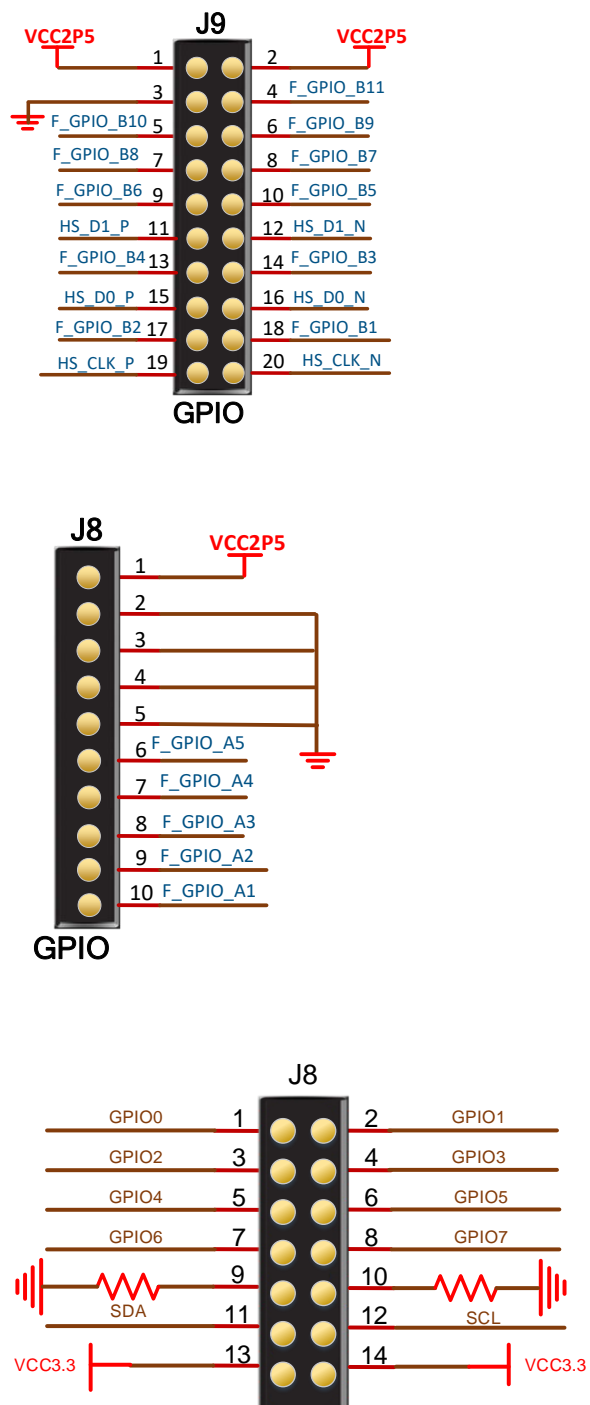 J9
VCC2P5 VCC2P5
1 2
3 4 F_GPIO_B11
F_GPIO_B10 5 6 F_GPIO_B9
F_GPIO_B8 7 8 F_GPIO_B7
F_GPIO_B6 9 10 F_GPIO_B5
HS_D1_P 11 12 HS_D1_N
F_GPIO_B4 13 14 F_GPIO_B3
HS_D0_P 15 16 HS_D0_N
F_GPIO_B2 17 18 F_GPIO_B1
HS_CLK_P 19 20 HS_CLK_N
GPIO
J8
VCC2P5
1
2
3
4
5
6 F_GPIO_A5
7 F_GPIO_A4
8 F_GPIO_A3
9 F_GPIO_A2
10 F_GPIO_A1
GPIO
J8
GPIO0 1 2 GPIO1
GPIO2 3 4 GPIO3
GPIO4 5 6 GPIO5
GPIO6 7 8 GPIO7
9 10
SDA 11 12 SCL
VCC3.3 13 14 VCC3.3